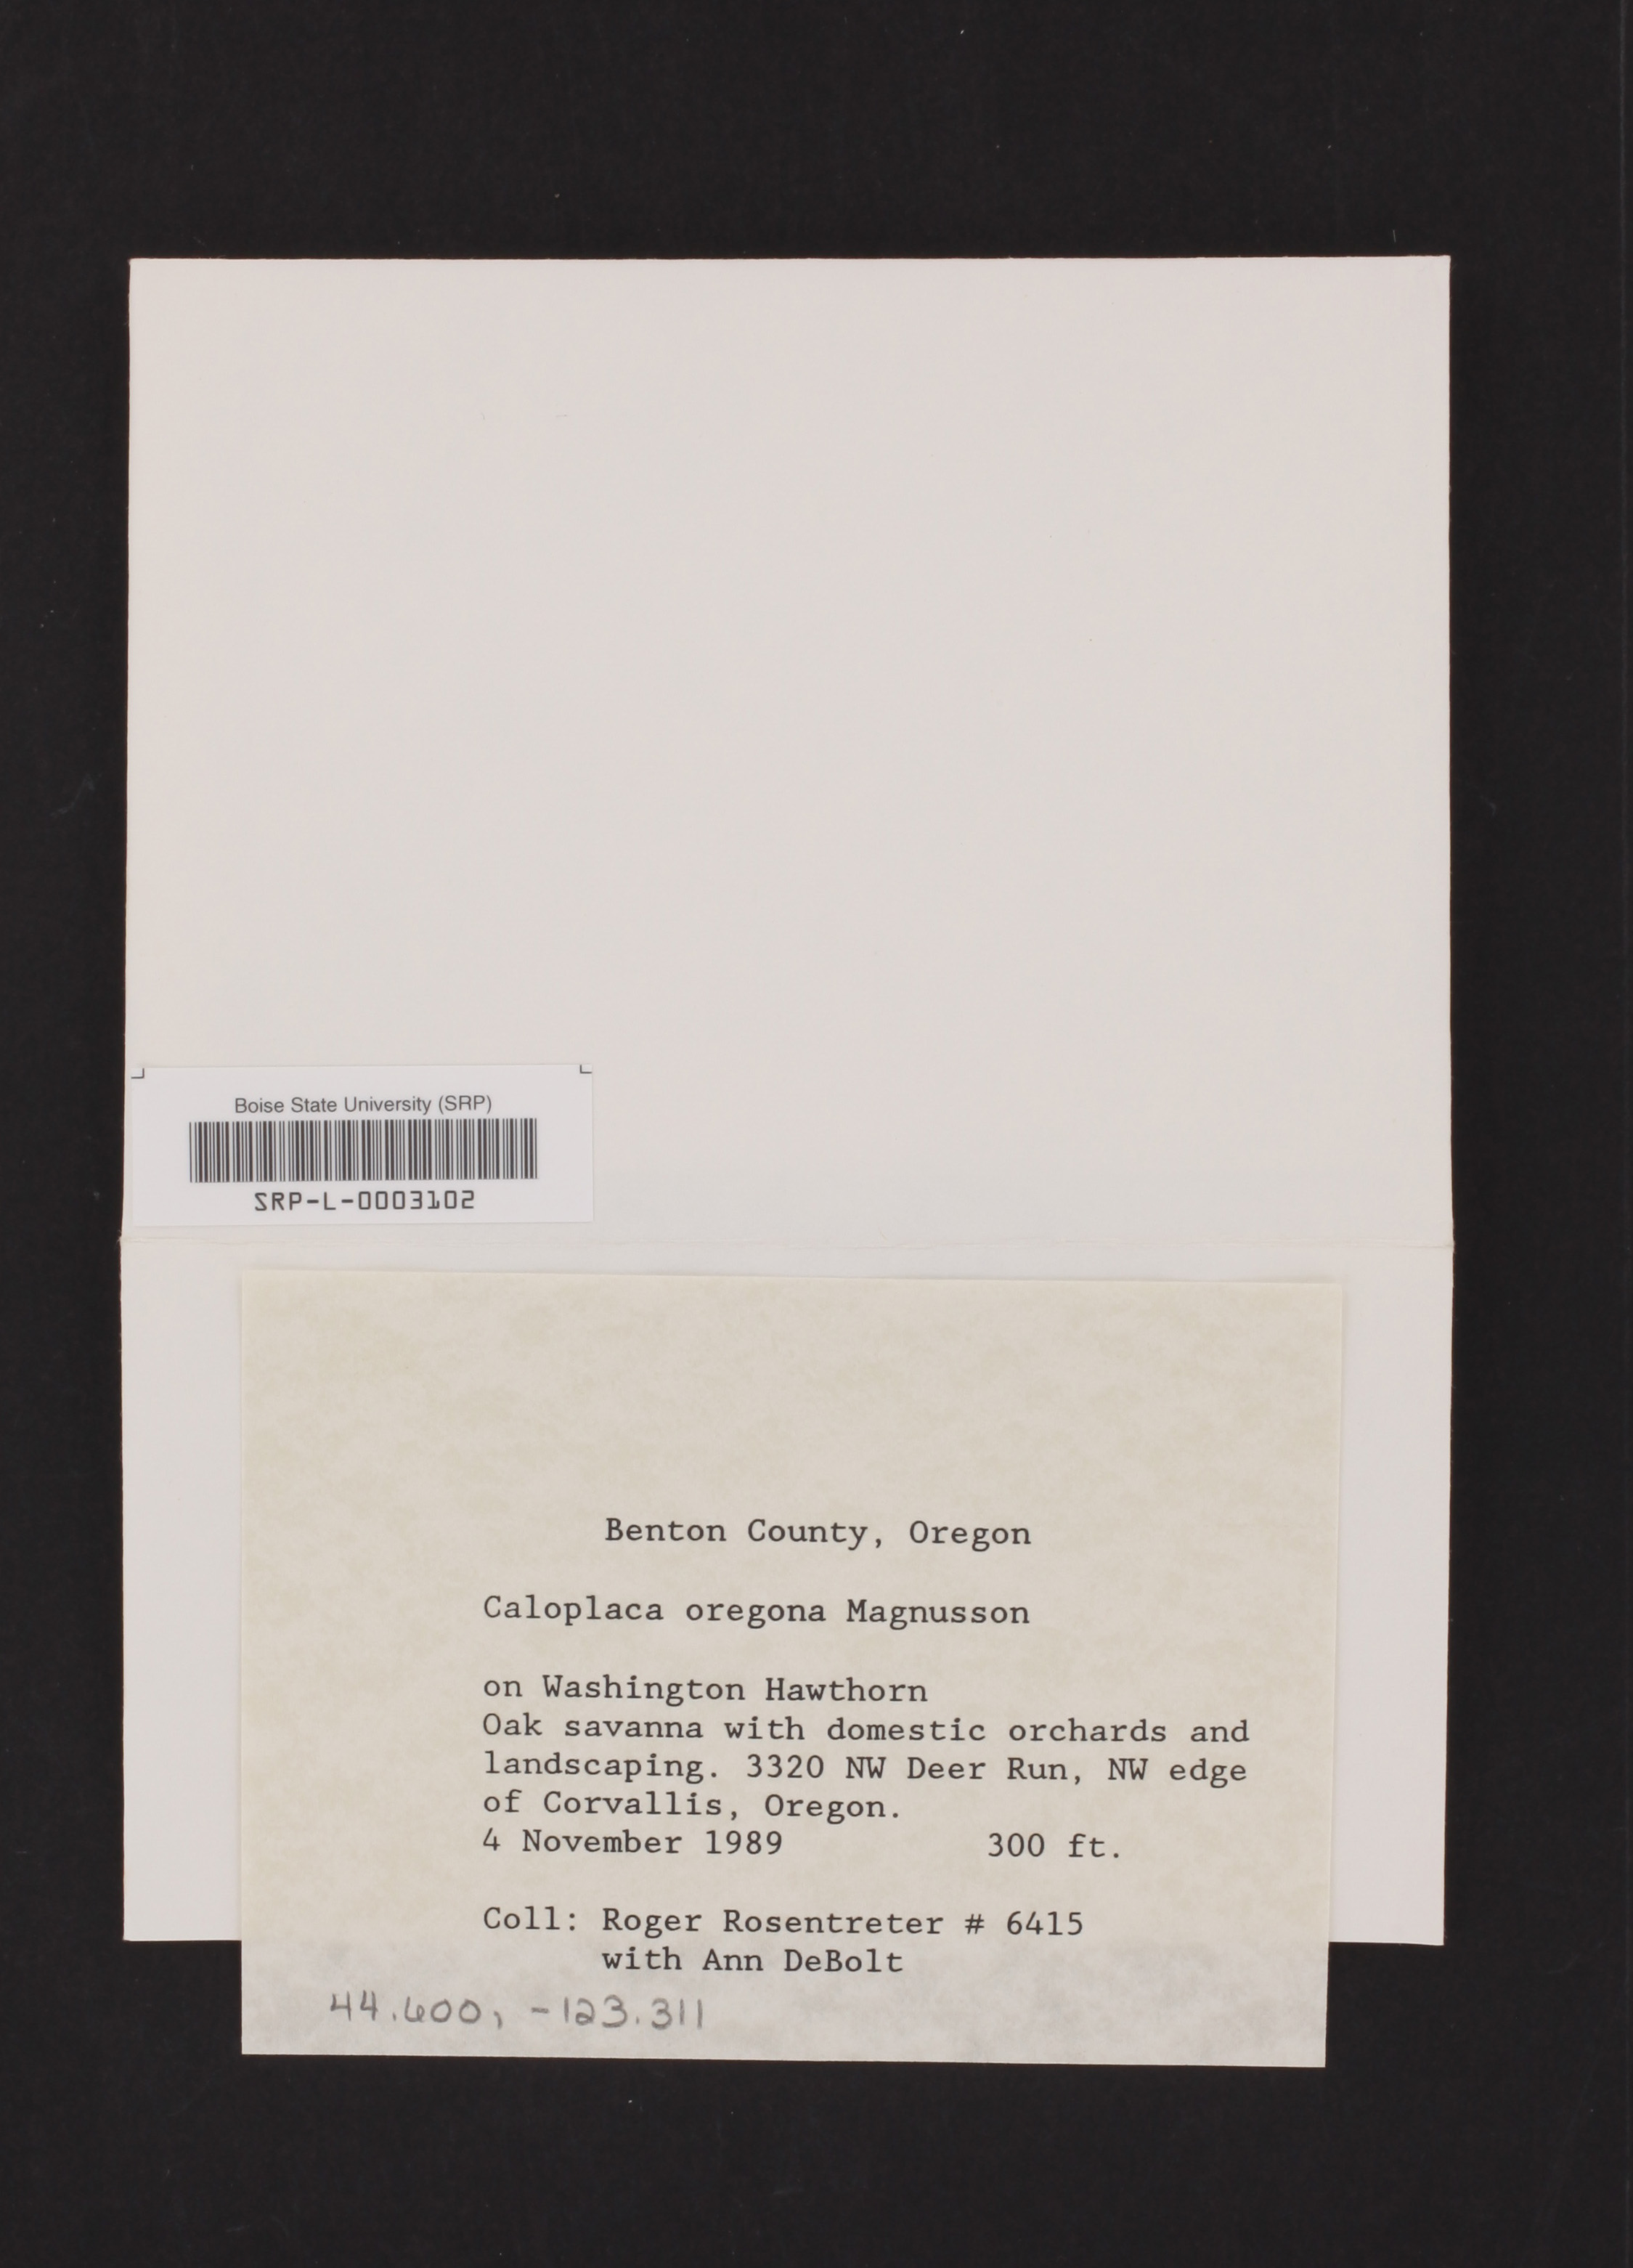 Boise State University (SRP)
SRP-L-0003102
Benton County, Oregon
Caloplaca oregona Magnusson
on Washington Hawthorn
Oak savanna with domestic orchards and
landscaping. 3320 NW Deer Run, NW edge
of Corvallis, Oregon.
4 November 1989 300 ft.
Coll: Roger Rosentreter # 6415
with Ann DeBolt
44.600, -123.311